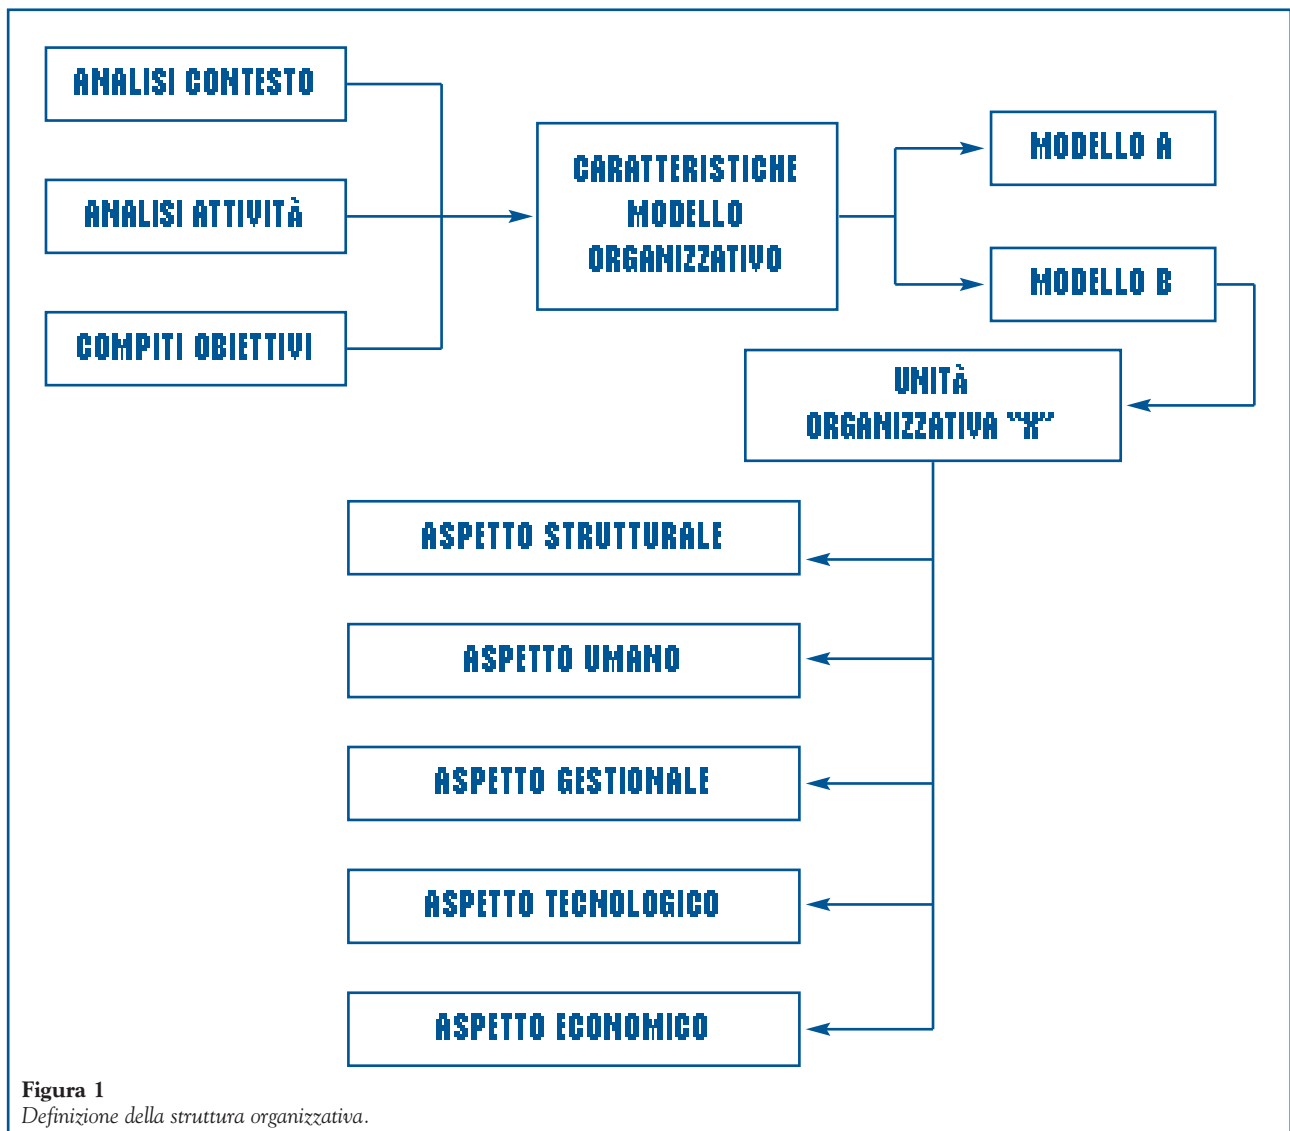 ANALISI CONTESTO
ANALISI ATTIVITÀ
COMPITI OBIETTIVI
CARATTERISTICHE
MODELLO
ORGANIZZATIVO
MODELLO A
MODELLO B
UNITÀ
ORGANIZZATIVA "X"
ASPETTO STRUTTURALE
ASPETTO UMANO
ASPETTO GESTIONALE
ASPETTO TECNOLOGICO
ASPETTO ECONOMICO
Figura 1
Definizione della struttura organizzativa.